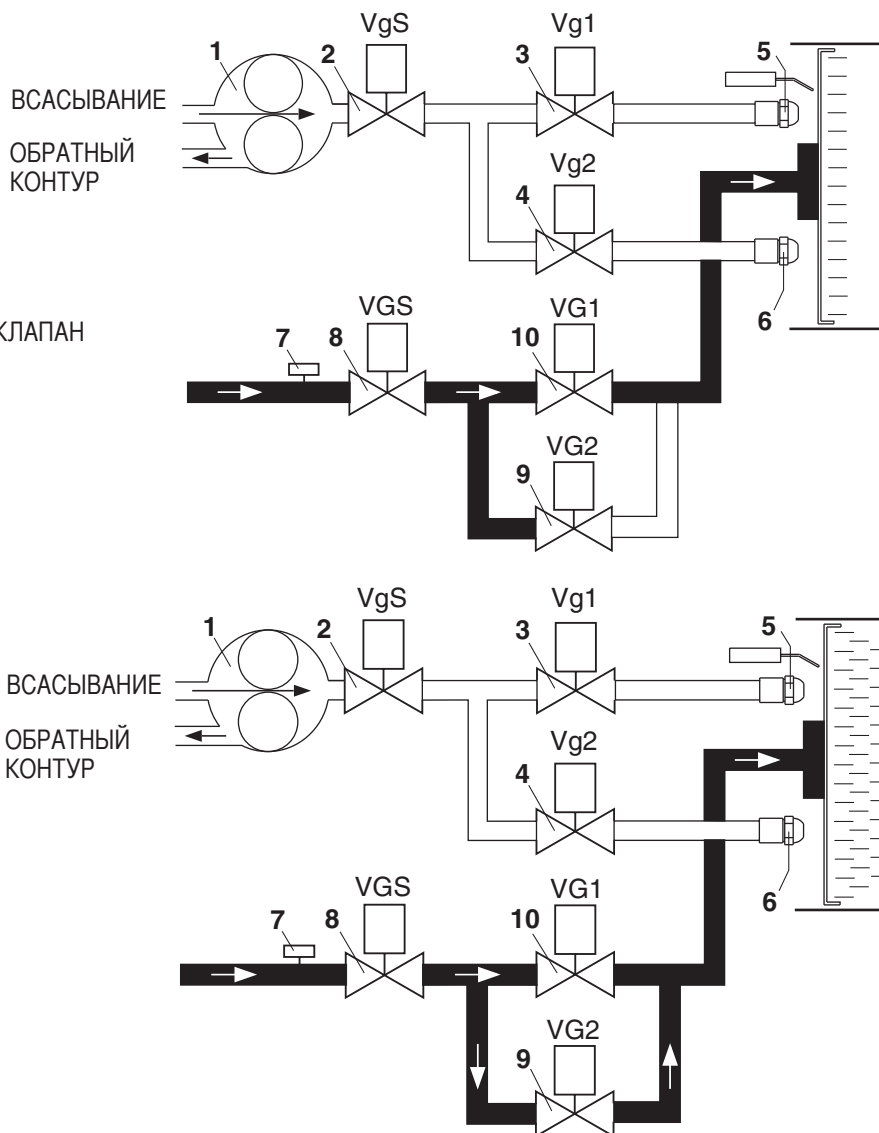 VgS
Vg1
1
2
3
5
ВСАСЫВАНИЕ
ОБРАТНЫЙ
КОНТУР
Vg2
4
6
КЛАПАН
VGS
VG1
7
8
10
VG2
9
VgS
Vg1
1
2
3
5
ВСАСЫВАНИЕ
ОБРАТНЫЙ
КОНТУР
Vg2
4
6
VGS
VG1
7
8
10
VG2
9